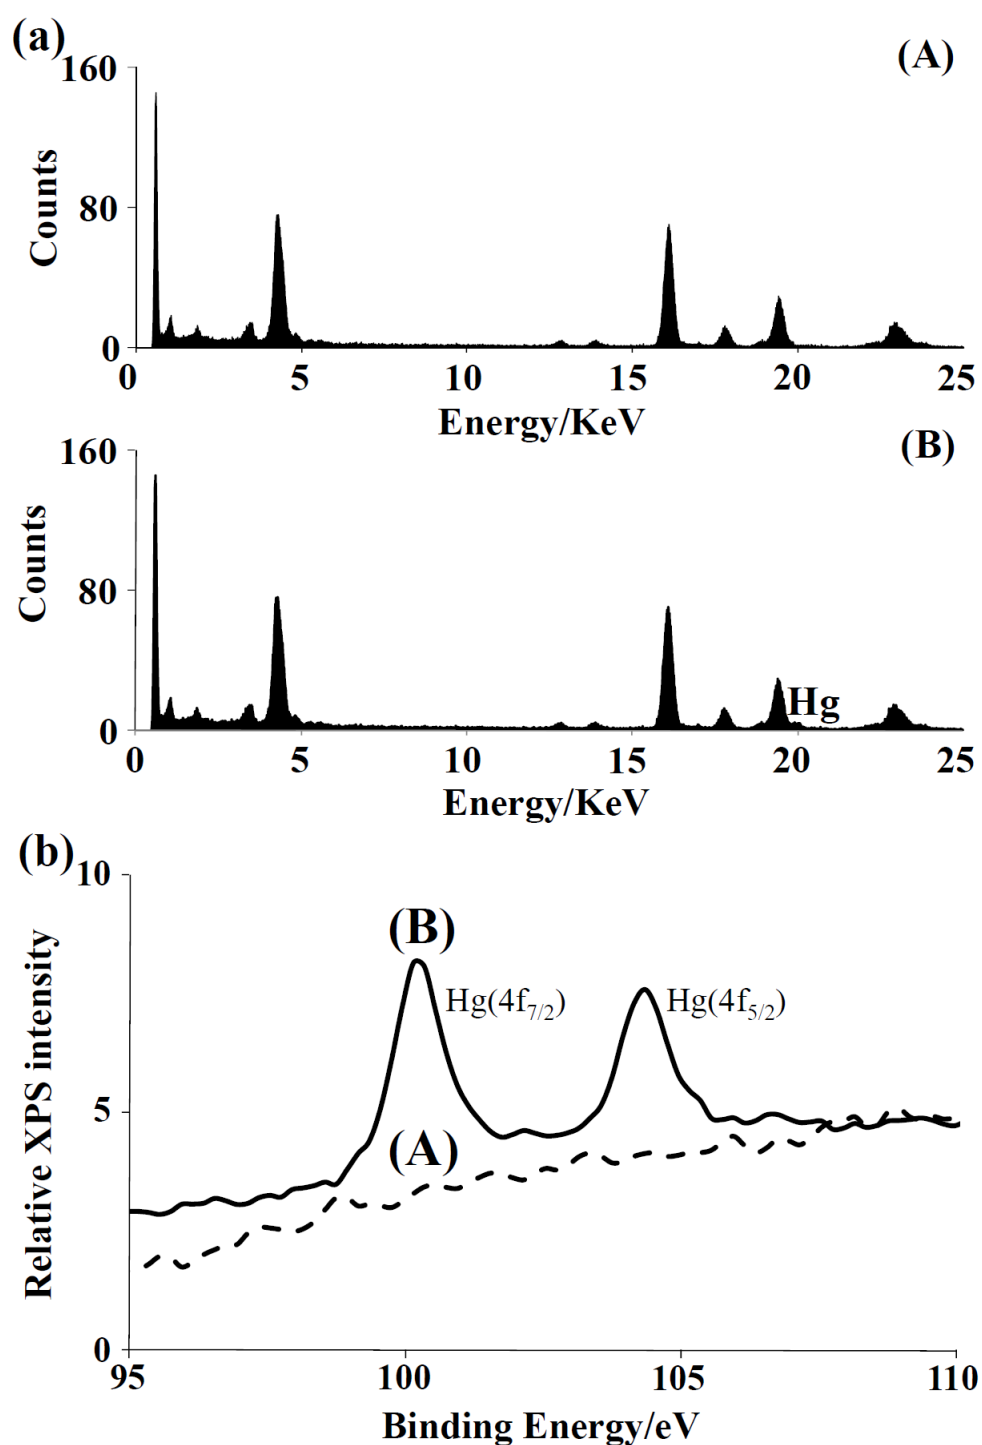 (a)
(A)
160
80
0
Counts
0 5 10 15 20 25
Energy/KeV
(B)
160
80
0
Counts
Hg
0 5 10 15 20 25
Energy/KeV
(b)
10
5
0
Relative XPS intensity
(B)
Hg(4f7/2)
Hg(4f5/2)
(A)
95 100 105 110
Binding Energy/eV